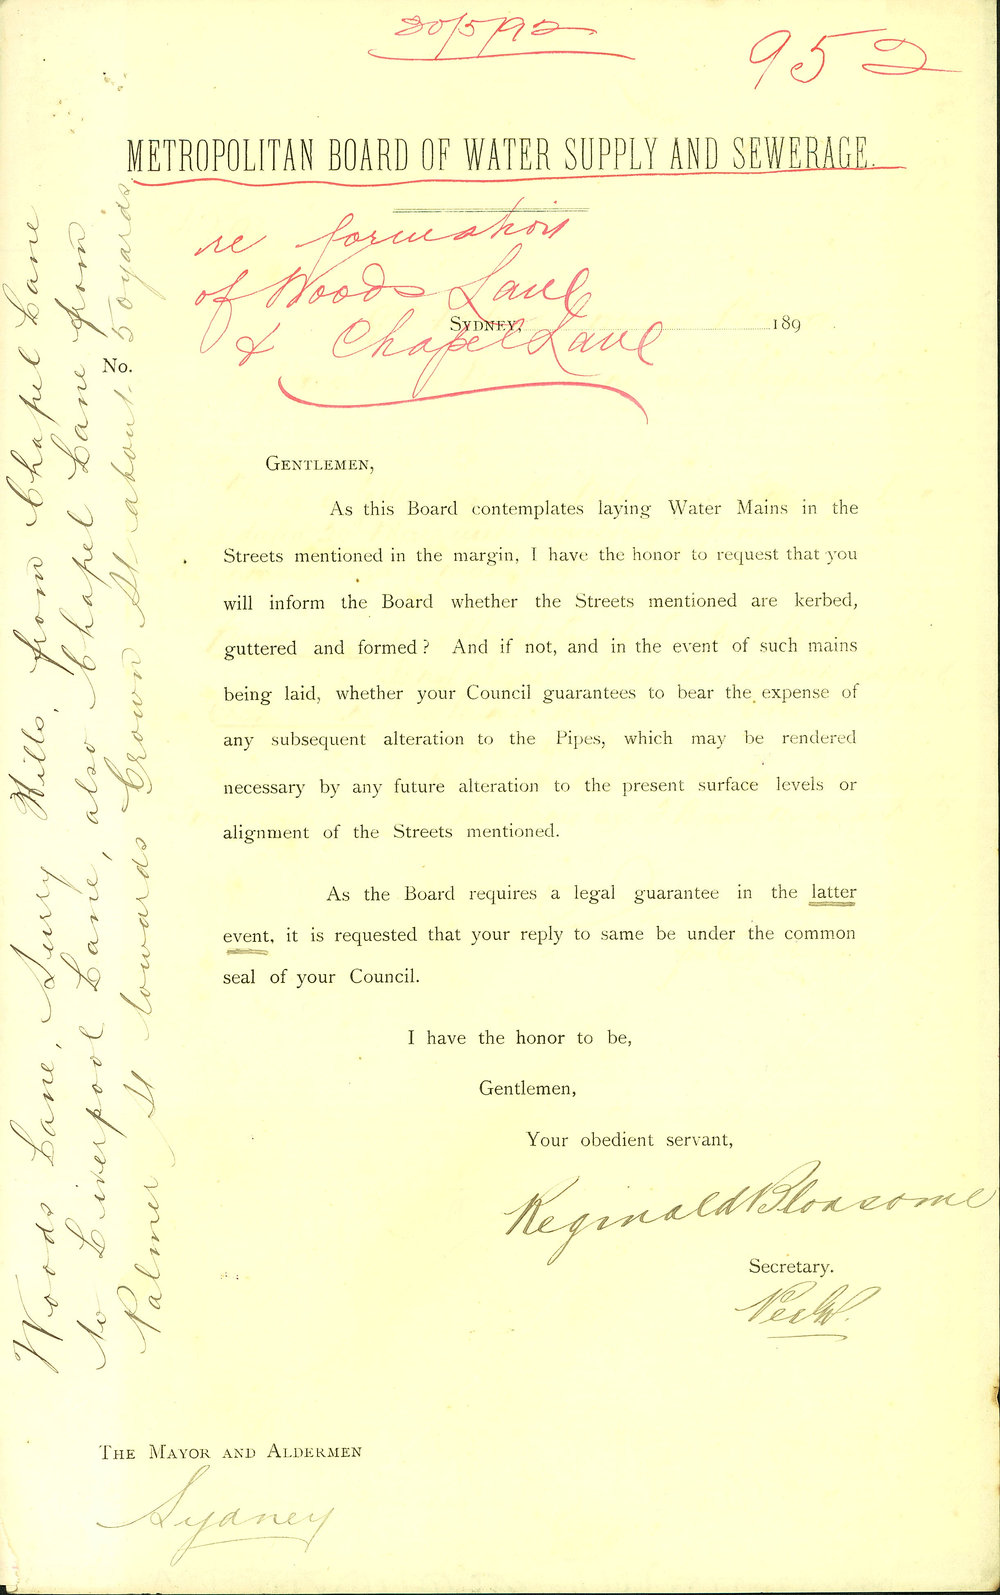 20/5/92
952
METROPOLITAN BOARD OF WATER SUPPLY AND SEWERAGE.
re formation
of Woods Lane
& Chapel Lane
SYDNEY, 189
No.
Woods Lane, Surry Hills, from Chapel Lane
to Liverpool Lane, also Chapel Lane from
Palmer St towards Crown St about 50 yards.
GENTLEMEN,
As this Board contemplates laying Water Mains in the
Streets mentioned in the margin, I have the honor to request that you
will inform the Board whether the Streets mentioned are kerbed,
guttered and formed? And if not, and in the event of such mains
being laid, whether your Council guarantees to bear the expense of
any subsequent alteration to the Pipes, which may be rendered
necessary by any future alteration to the present surface levels or
alignment of the Streets mentioned.
As the Board requires a legal guarantee in the latter
event, it is requested that your reply to same be under the common
seal of your Council.
I have the honor to be,
Gentlemen,
Your obedient servant,
Reginald Bloxsome
Secretary.
THE MAYOR AND ALDERMEN
Sydney